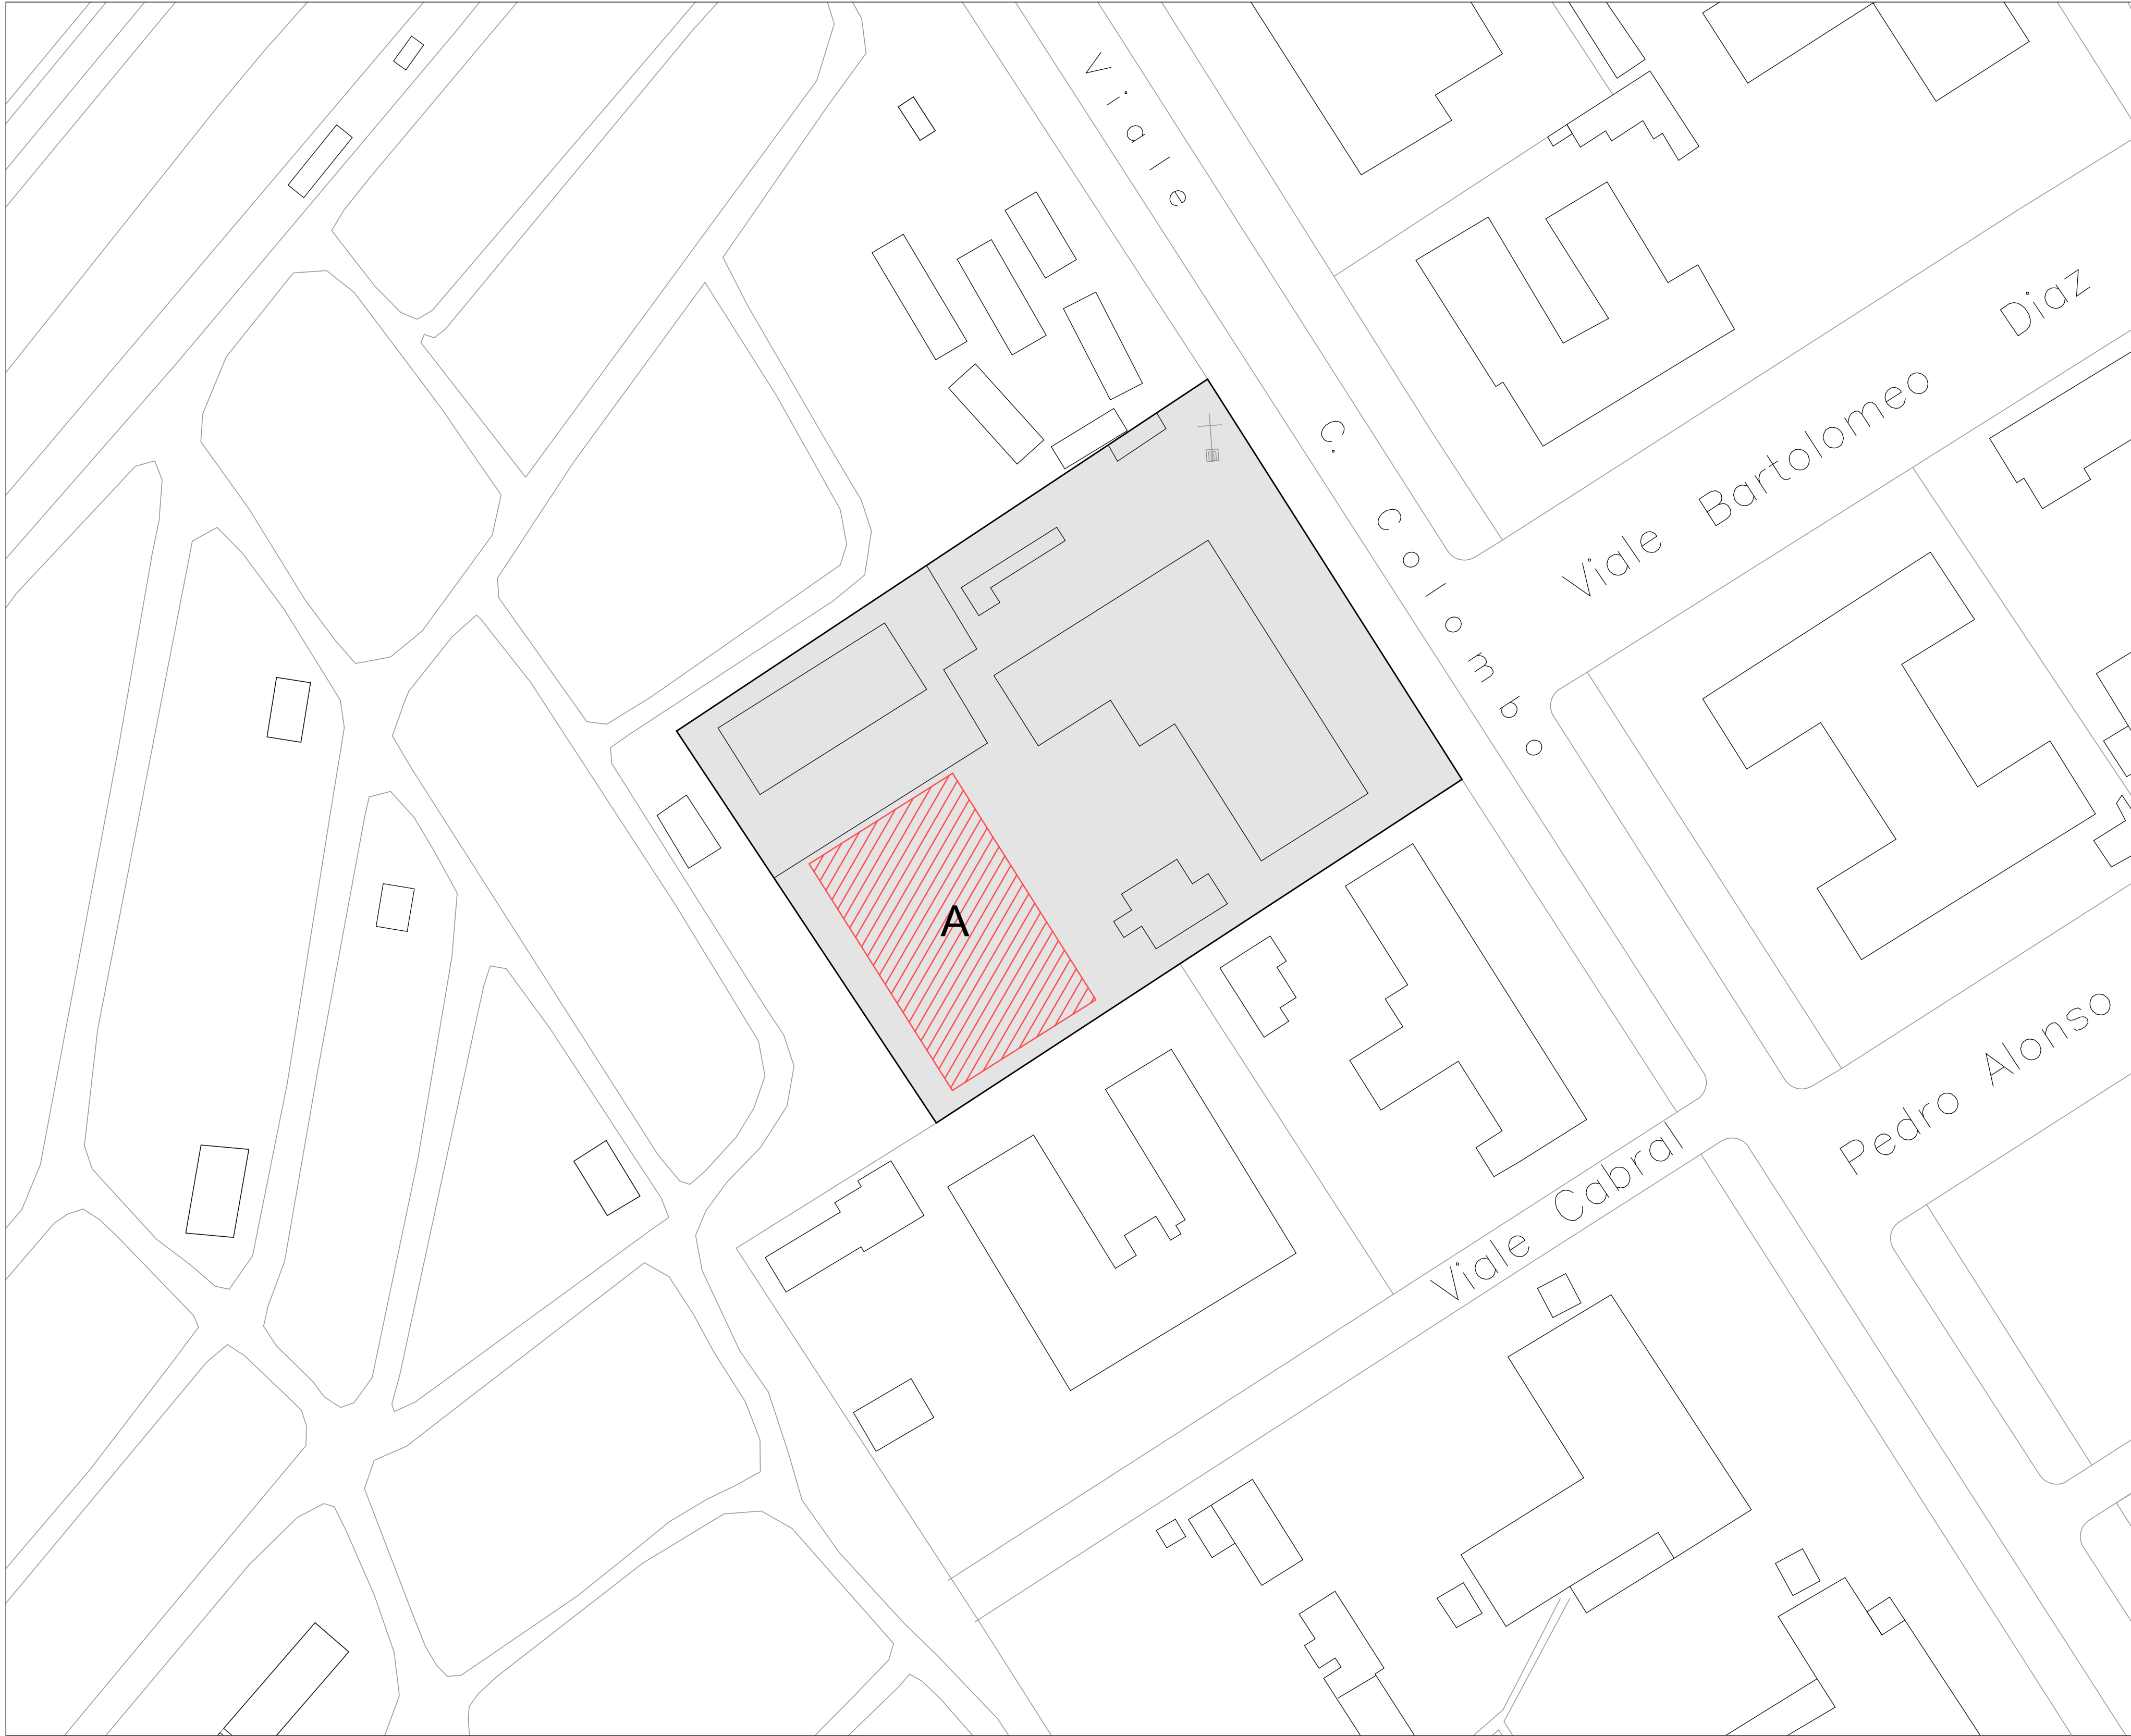 Viale
C. Colombo
Viale Bartolomeo Diaz
A
Pedro Alonso
Viale Cabral